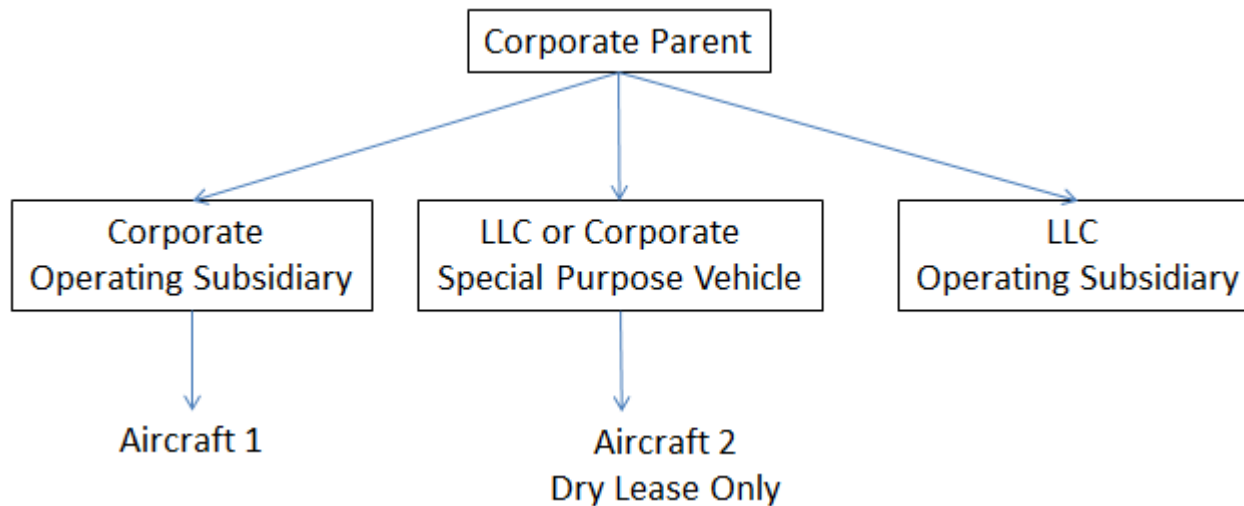 Corporate Parent
Corporate
Operating Subsidiary
LLC or Corporate
Special Purpose Vehicle
LLC
Operating Subsidiary
Aircraft 1
Aircraft 2
Dry Lease Only